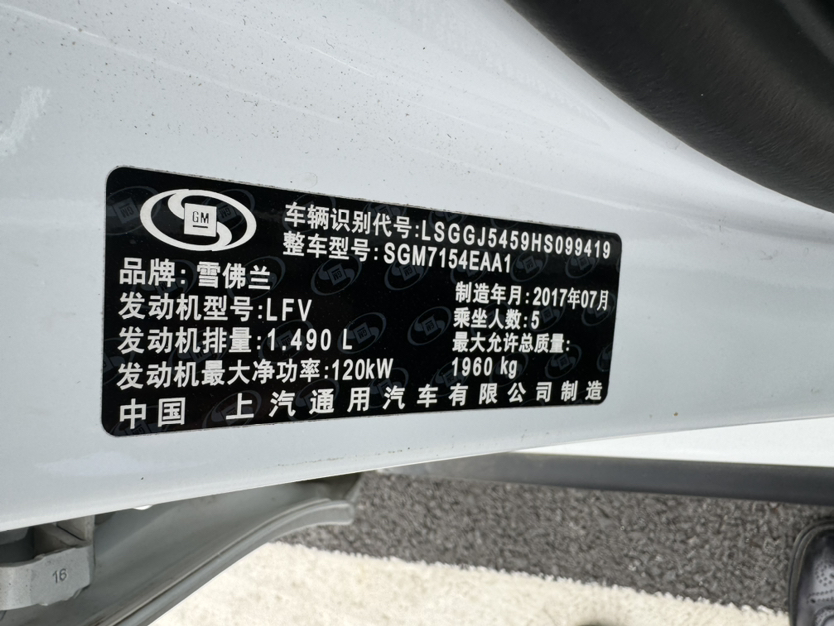 GM
车辆识别代号:LSGGJ5459HS099419
整车型号:SGM7154EAA1
品牌:雪佛兰
发动机型号:LFV
发动机排量:1.490 L
发动机最大净功率:120kW
制造年月:2017年07月
乘坐人数:5
最大允许总质量:
1960 kg
中国 上汽通用汽车有限公司制造
16